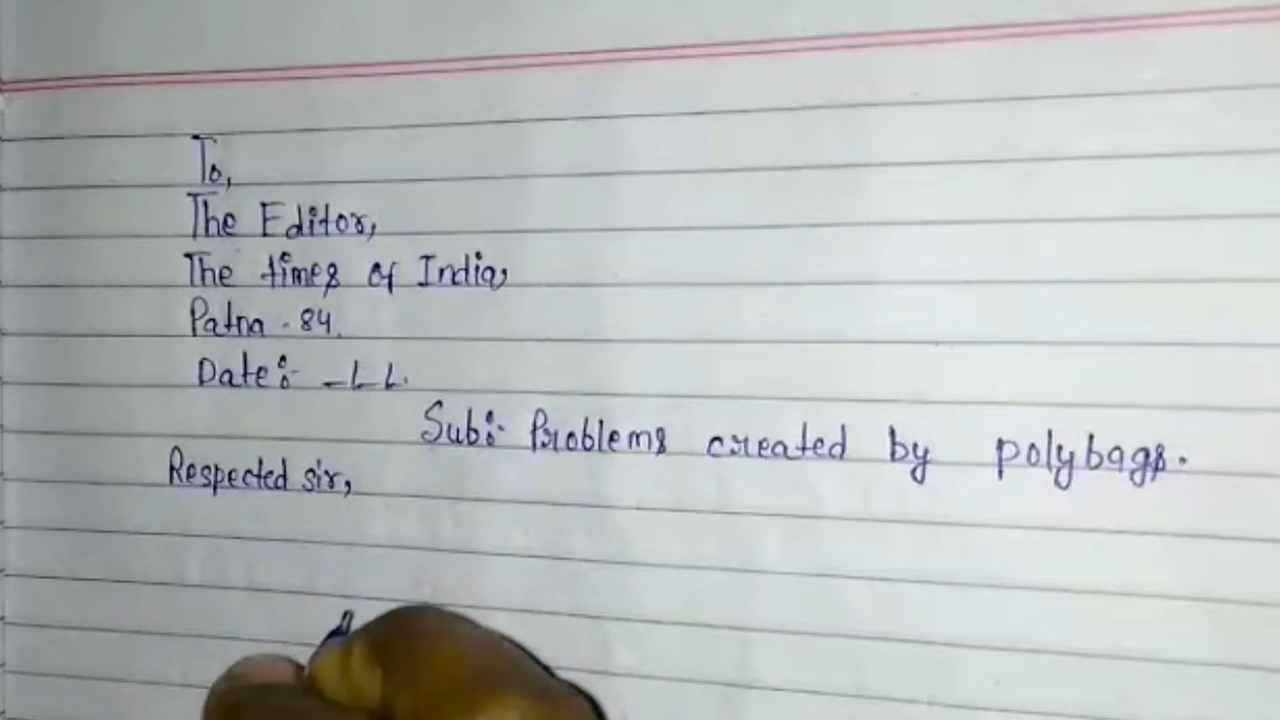 To,
The Editor,
The times of India,
Patna - 84.
Date:- _/_/_.
Sub:- Problems created by polybags.
Respected sir,